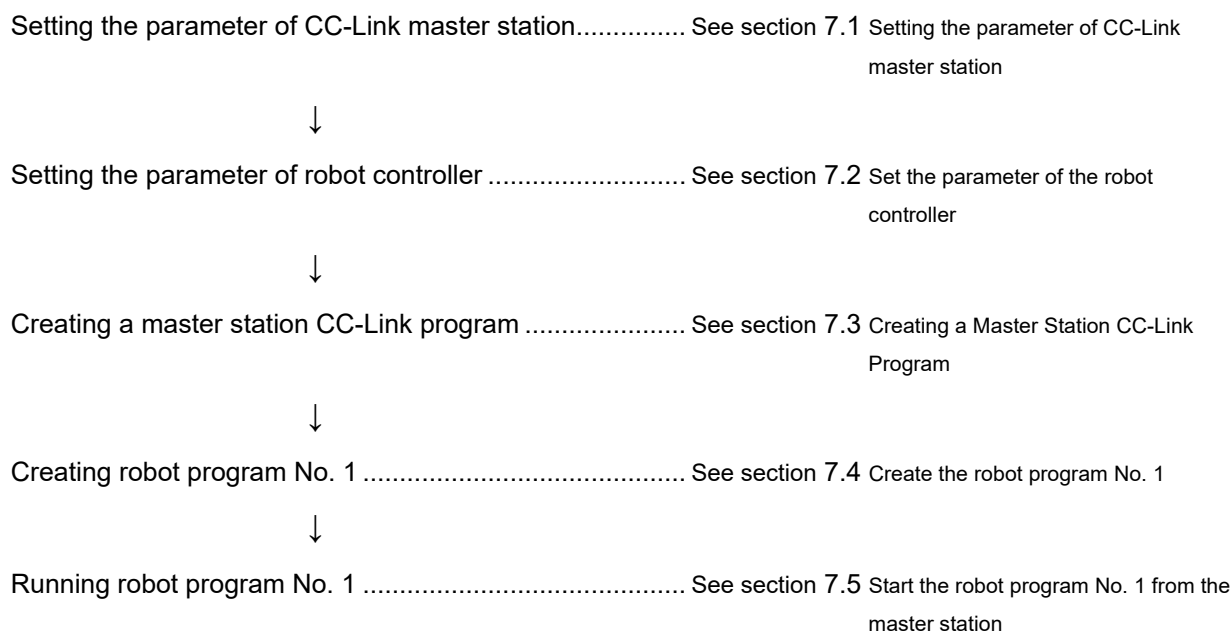 Setting the parameter of CC-Link master station............... See section 7.1 Setting the parameter of CC-Link
master station
↓
Setting the parameter of robot controller ........................... See section 7.2 Set the parameter of the robot
controller
↓
Creating a master station CC-Link program ...................... See section 7.3 Creating a Master Station CC-Link
Program
↓
Creating robot program No. 1 ............................................ See section 7.4 Create the robot program No. 1
↓
Running robot program No. 1 ............................................ See section 7.5 Start the robot program No. 1 from the
master station